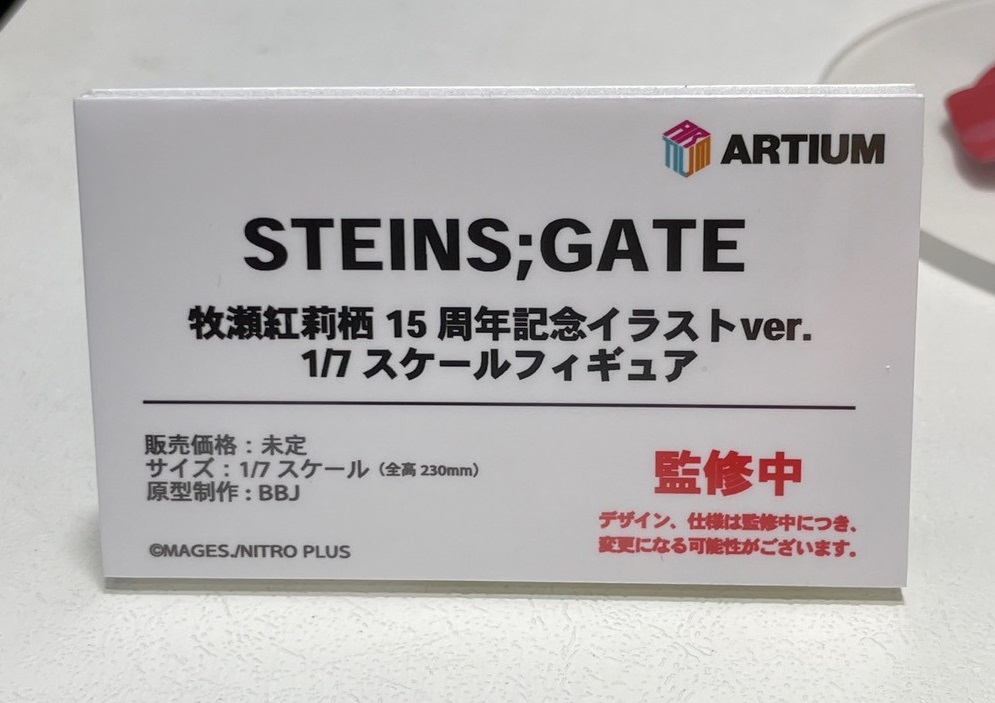 ARTIUM
STEINS;GATE
牧瀬紅莉栖 15 周年記念イラストver.
1/7 スケールフィギュア
販売価格：未定
サイズ：1/7 スケール（全高 230mm）
原型制作：BBJ
©MAGES./NITRO PLUS
監修中
デザイン、仕様は監修中につき、
変更になる可能性がございます。